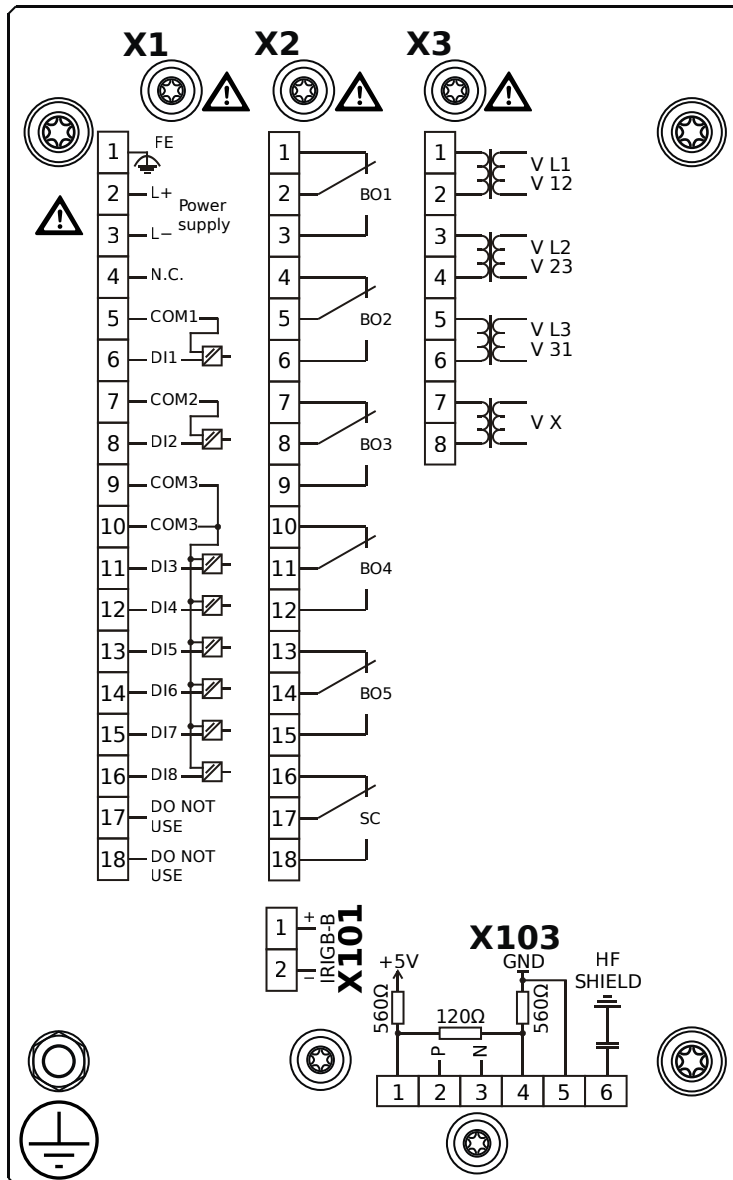 X1
X2
X3
1
FE
2
L+
Power
supply
3
L−
4
N.C.
5
COM1
6
DI1
7
COM2
8
DI2
9
COM3
10
COM3
11
DI3
12
DI4
13
DI5
14
DI6
15
DI7
16
DI8
17
DO NOT
USE
18
DO NOT
USE
1
2
BO1
3
4
5
BO2
6
7
8
BO3
9
10
11
BO4
12
13
14
BO5
15
16
17
SC
18
1
V L1
V 12
2
3
V L2
V 23
4
5
V L3
V 31
6
7
V X
8
1
+
2
−
IRIGB-B
X101
X103
+5V
GND
HF
SHIELD
560Ω
120Ω
560Ω
P
N
1
2
3
4
5
6